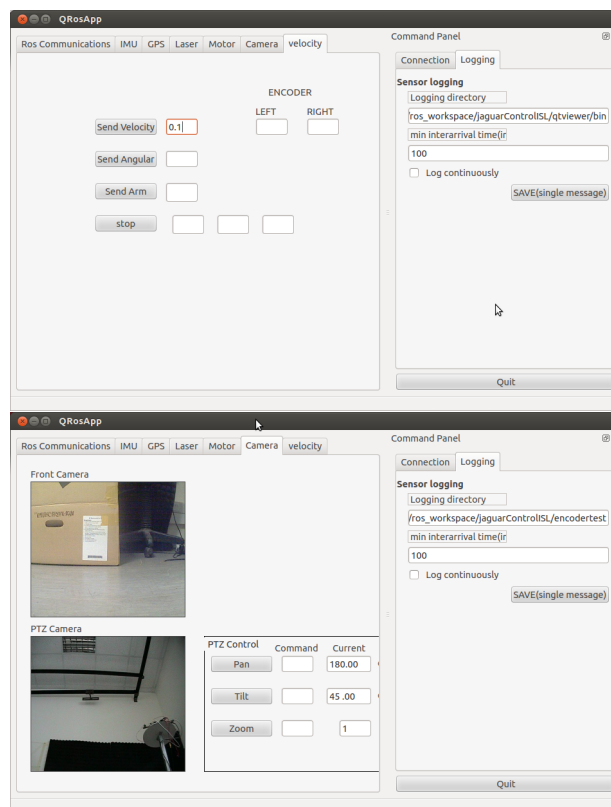 QRosApp
Ros Communications IMU GPS Laser Motor Camera velocity
Command Panel
Connection Logging
Sensor logging
Logging directory
ros_workspace/jaguarControlISL/qtviewer/bin
min interarrival time(ir
100
Log continuously
SAVE(single message)
ENCODER
LEFT RIGHT
Send Velocity 0.1
Send Angular
Send Arm
stop
Quit
QRosApp
Ros Communications IMU GPS Laser Motor Camera velocity
Command Panel
Connection Logging
Sensor logging
Logging directory
/ros_workspace/jaguarControlISL/encodertest
min interarrival time(ir
100
Log continuously
SAVE(single message)
Front Camera
PTZ Camera
PTZ Control Command Current
Pan 180.00
Tilt 45 .00
Zoom 1
Quit